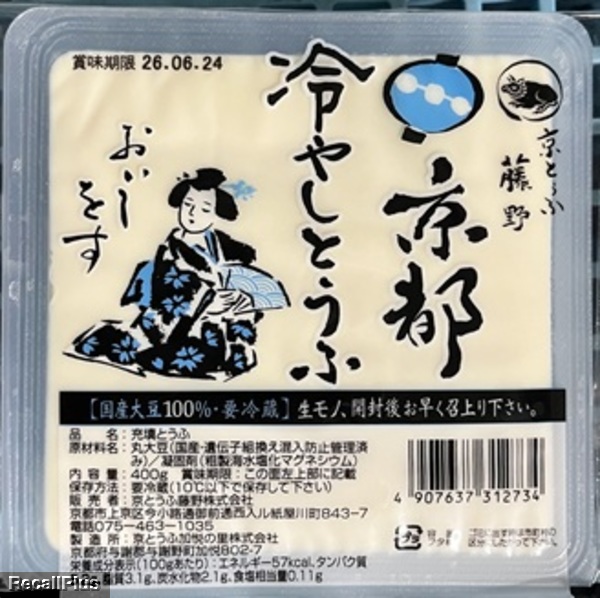 賞味期限 26.06.24
京とうふ
藤野
京都
冷やしとうふ
おいしをす
【国産大豆100%・要冷蔵】生モノ、開封後お早く召上り下さい。
品名:充填とうふ
原材料名:丸大豆(国産・遺伝子組換え混入防止管理済
み)/凝固剤(粗製海水塩化マグネシウム)
内容量:400g 賞味期限:この面左上部に記載
保存方法:要冷蔵(10℃以下で保存して下さい)
販売者:京とうふ藤野株式会社
京都市上京区今小路通御前通西入ル紙屋川町843-7
電話075-463-1035
製造所:京とうふ加悦の里株式会社
京都府与謝郡与謝野町加悦802-7
栄養成分表示(100gあたり):エネルギー57kcal、タンパク質
脂質3.1g、炭水化物2.1g、食塩相当量0.11g
4 907637 312734
プラ
フタ
RecallPlus